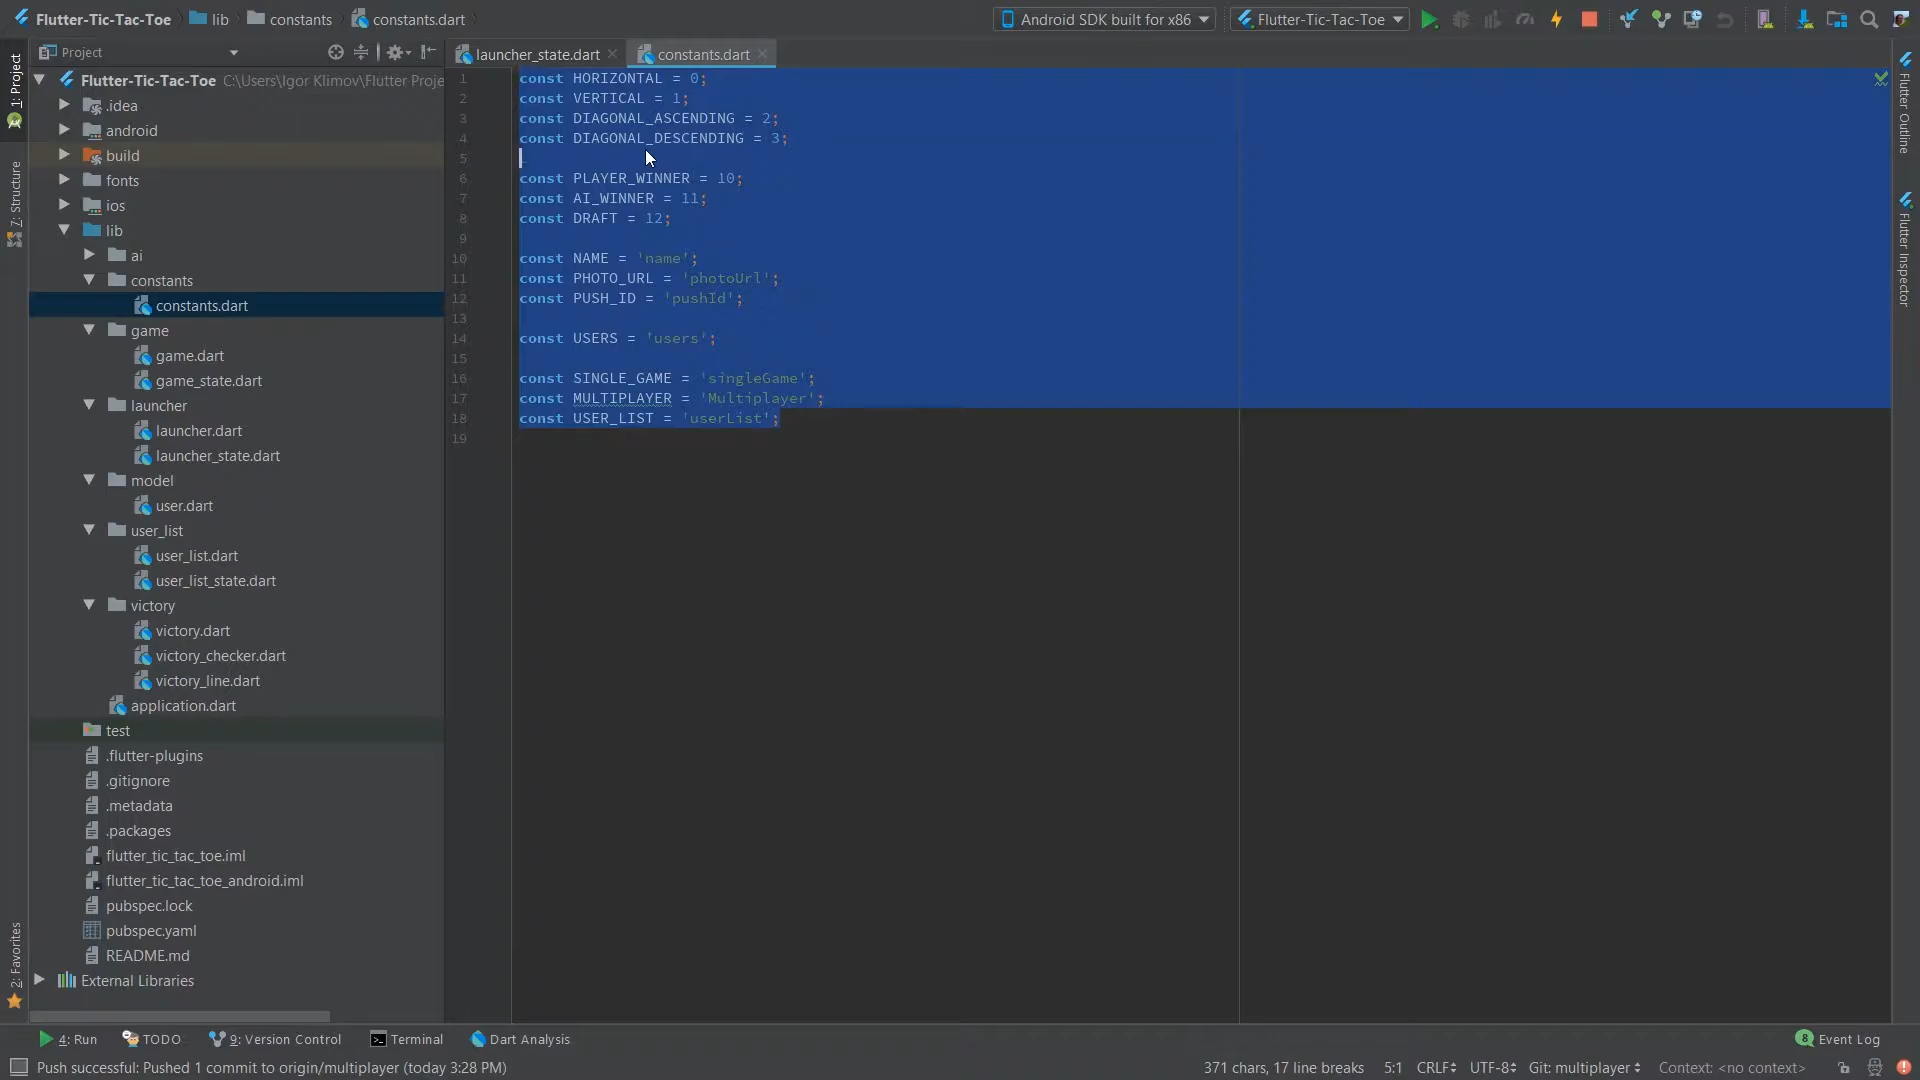 Flutter-Tic-Tac-Toe lib constants constants.dart
Android SDK built for x86
Flutter-Tic-Tac-Toe
Project
launcher_state.dart
constants.dart
1: Project
7: Structure
2: Favorites
Flutter-Tic-Tac-Toe C:\Users\Igor Klimov\Flutter Proje
.idea
android
build
fonts
ios
lib
ai
constants
constants.dart
game
game.dart
game_state.dart
launcher
launcher.dart
launcher_state.dart
model
user.dart
user_list
user_list.dart
user_list_state.dart
victory
victory.dart
victory_checker.dart
victory_line.dart
application.dart
test
.flutter-plugins
.gitignore
.metadata
.packages
flutter_tic_tac_toe.iml
flutter_tic_tac_toe_android.iml
pubspec.lock
pubspec.yaml
README.md
External Libraries
1 const HORIZONTAL = 0;
2 const VERTICAL = 1;
3 const DIAGONAL_ASCENDING = 2;
4 const DIAGONAL_DESCENDING = 3;
5
6 const PLAYER_WINNER = 10;
7 const AI_WINNER = 11;
8 const DRAFT = 12;
9
10 const NAME = 'name';
11 const PHOTO_URL = 'photoUrl';
12 const PUSH_ID = 'pushId';
13
14 const USERS = 'users';
15
16 const SINGLE_GAME = 'singleGame';
17 const MULTIPLAYER = 'Multiplayer';
18 const USER_LIST = 'userList';
19
Flutter Outline
Flutter Inspector
4: Run TODO 9: Version Control Terminal Dart Analysis
8 Event Log
Push successful: Pushed 1 commit to origin/multiplayer (today 3:28 PM)
371 chars, 17 line breaks 5:1 CRLF UTF-8 Git: multiplayer Context: <no context>